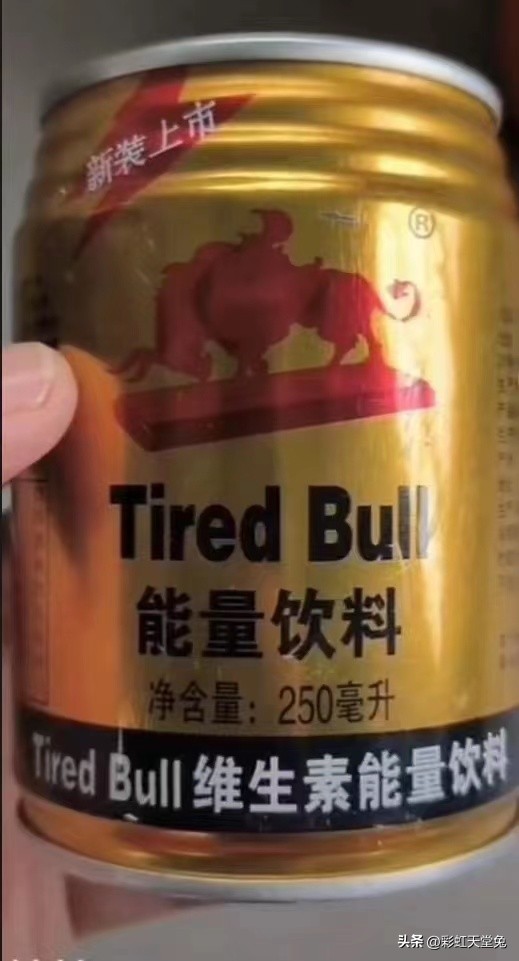 新装上市
®
Tired Bull
能量饮料
净含量：250毫升
Tired Bull 维生素能量饮料
头条 @彩虹天堂兔